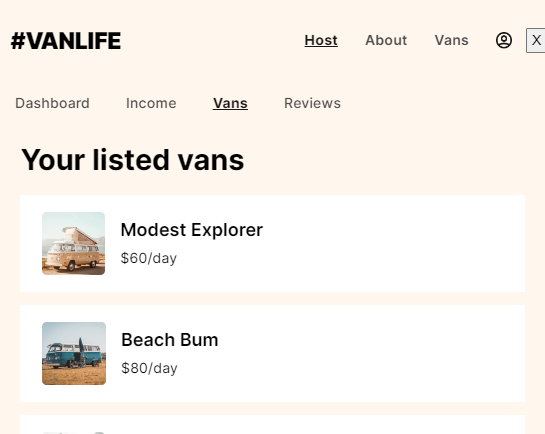 #VANLIFE Host About Vans X
Dashboard Income Vans Reviews
Your listed vans
Modest Explorer
$60/day
Beach Bum
$80/day